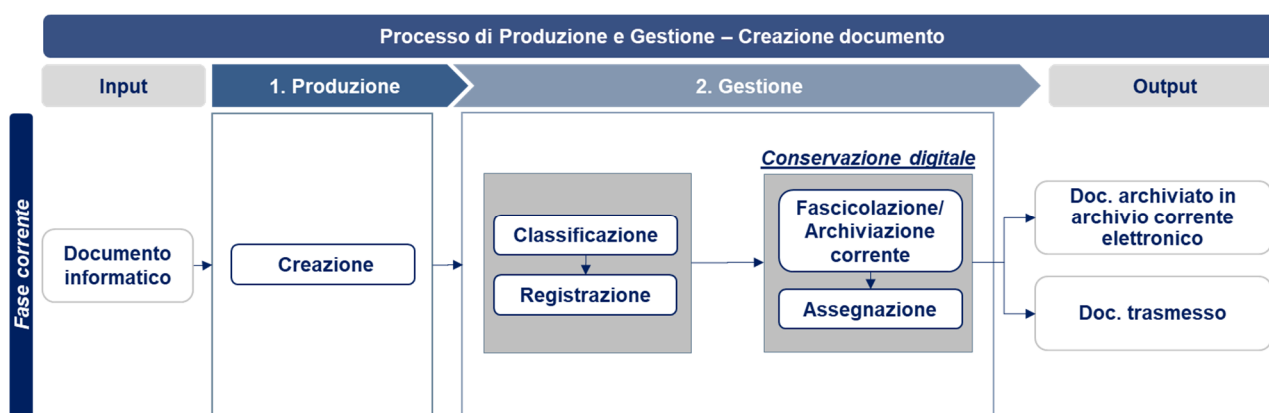 Processo di Produzione e Gestione – Creazione documento
Input
1. Produzione
2. Gestione
Output
Fase corrente
Documento
informatico
Creazione
Classificazione
Registrazione
Conservazione digitale
Fascicolazione/
Archiviazione
corrente
Assegnazione
Doc. archiviato in
archivio corrente
elettronico
Doc. trasmesso